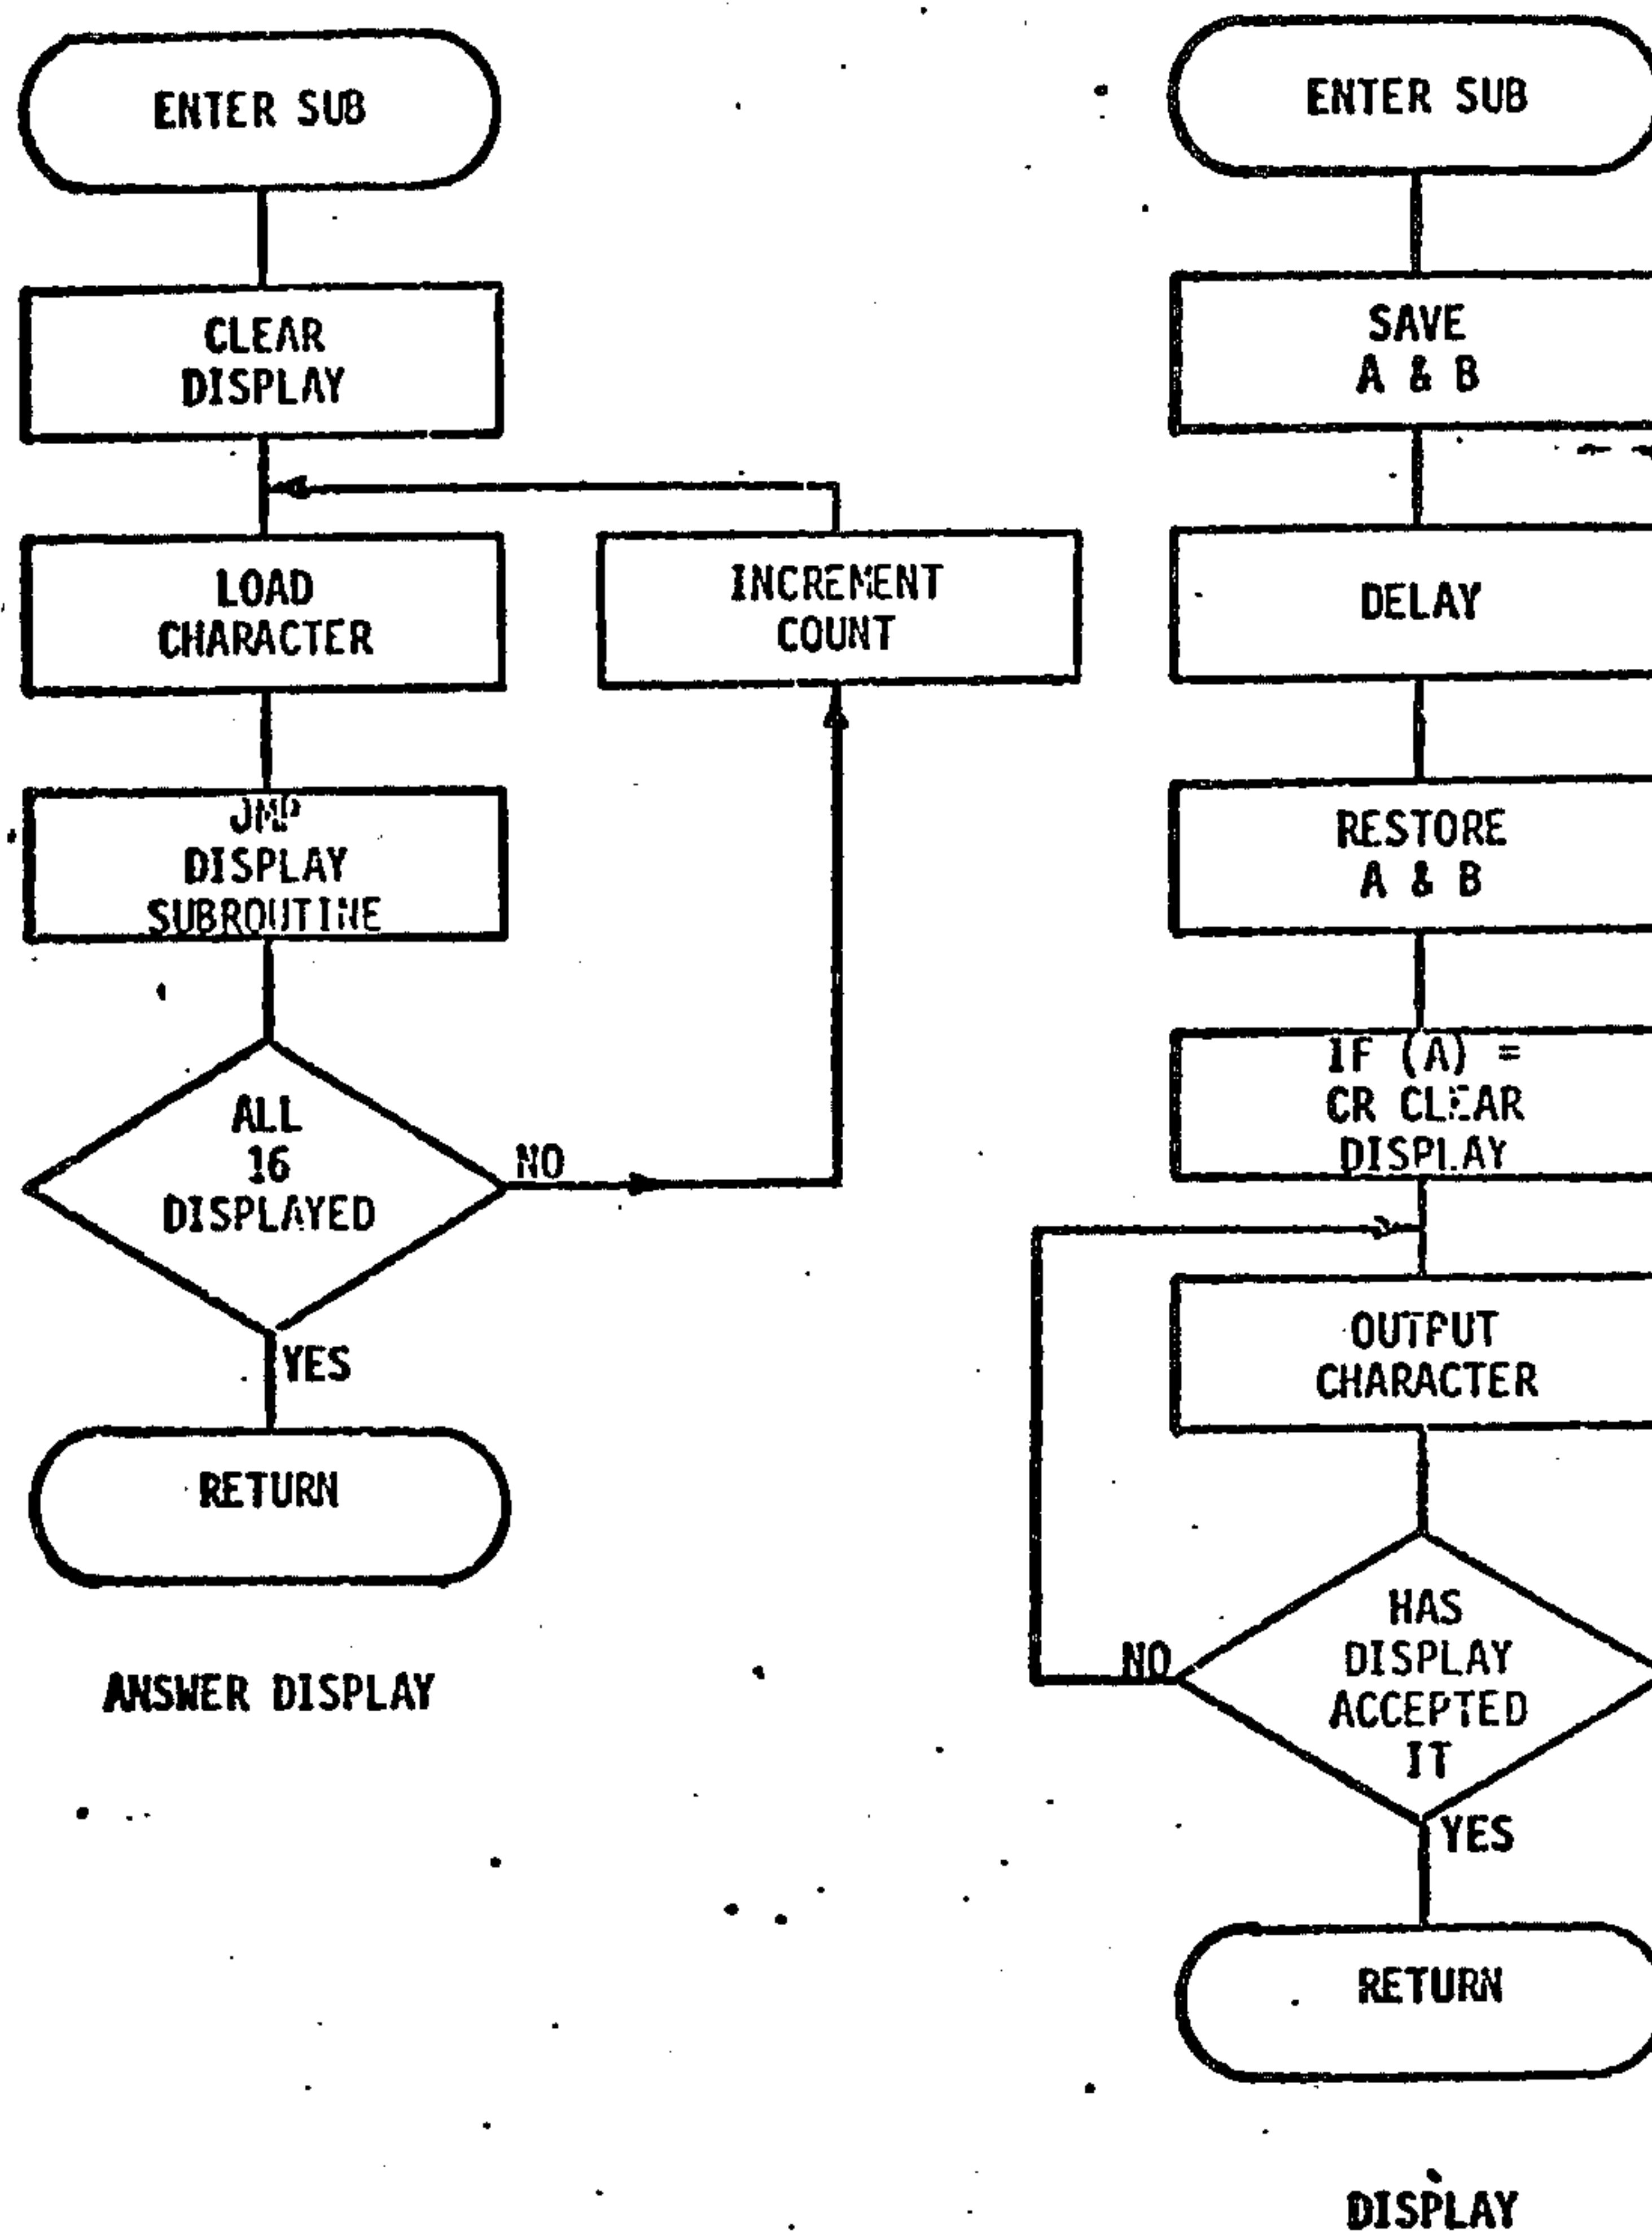 ENTER SUB
CLEAR
DISPLAY
LOAD
CHARACTER
INCREMENT
COUNT
JMP
DISPLAY
SUBROUTINE
ALL
16
DISPLAYED
NO
YES
RETURN
ANSWER DISPLAY
ENTER SUB
SAVE
A & B
DELAY
RESTORE
A & B
IF (A) =
CR CLEAR
DISPLAY
OUTPUT
CHARACTER
HAS
DISPLAY
ACCEPTED
IT
NO
YES
RETURN
DISPLAY